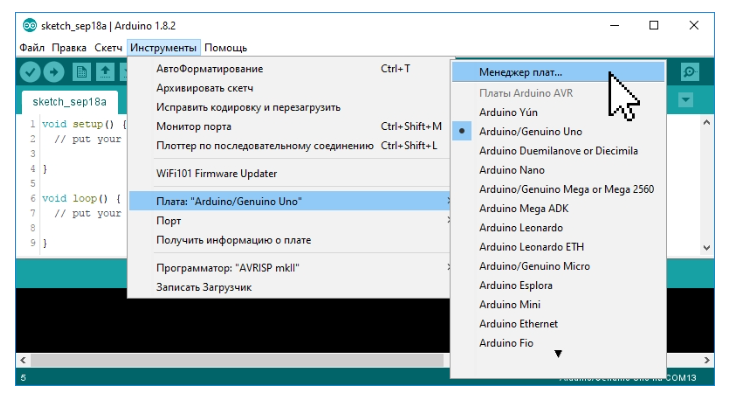 sketch_sep18a | Arduino 1.8.2
Файл Правка Скетч Инструменты Помощь
sketch_sep18a
1 void setup() {
2 // put your
3
4 }
5
6 void loop() {
7 // put your
8
9 }
АвтоФорматирование Ctrl+T
Архивировать скетч
Исправить кодировку и перезагрузить
Монитор порта Ctrl+Shift+M
Плоттер по последовательному соединению Ctrl+Shift+L
WiFi101 Firmware Updater
Плата: "Arduino/Genuino Uno"
Порт
Получить информацию о плате
Программатор: "AVRISP mkII"
Записать Загрузчик
Менеджер плат...
Платы Arduino AVR
Arduino Yún
Arduino/Genuino Uno
Arduino Duemilanove or Diecimila
Arduino Nano
Arduino/Genuino Mega or Mega 2560
Arduino Mega ADK
Arduino Leonardo
Arduino Leonardo ETH
Arduino/Genuino Micro
Arduino Esplora
Arduino Mini
Arduino Ethernet
Arduino Fio
5 COM13